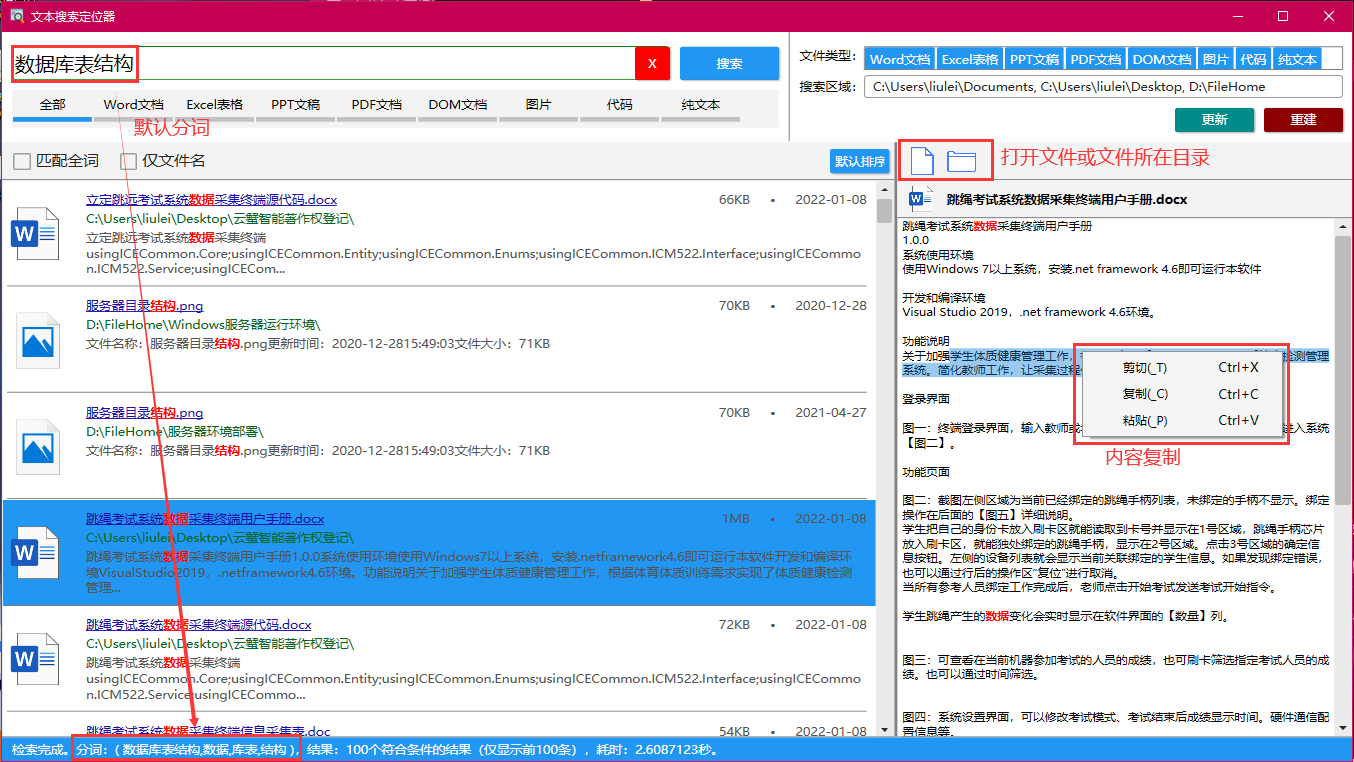 文本搜索定位器
数据库表结构
X
搜索
全部 Word文档 Excel表格 PPT文稿 PDF文档 DOM文档 图片 代码 纯文本
默认分词
文件类型: Word文档 Excel表格 PPT文稿 PDF文档 DOM文档 图片 代码 纯文本
搜索区域: C:\Users\liulei\Documents, C:\Users\liulei\Desktop, D:\FileHome
更新 重建
匹配全词 仅文件名 默认排序
打开文件或文件所在目录
立定跳远考试系统数据采集终端源代码.docx 66KB • 2022-01-08
C:\Users\liulei\Desktop\云蟹智能著作权登记\
立定跳远考试系统数据采集终端
usingICECommon.Core;usingICECommon.Entity;usingICECommon.Enums;usingICECommon.ICM522.Interface;usingICECommo
n.ICM522.Service;usingICECom...
服务器目录结构.png 70KB • 2020-12-28
D:\FileHome\Windows服务器运行环境\
文件名称：服务器目录结构.png更新时间：2020-12-2815:49:03文件大小：71KB
服务器目录结构.png 70KB • 2021-04-27
D:\FileHome\服务器环境部署\
文件名称：服务器目录结构.png更新时间：2020-12-2815:49:03文件大小：71KB
跳绳考试系统数据采集终端用户手册.docx 1MB • 2022-01-08
C:\Users\liulei\Desktop\云蟹智能著作权登记\
跳绳考试系统数据采集终端用户手册1.0.0系统使用环境使用Windows7以上系统，安装.netframework4.6即可运行本软件开发和编译环
境VisualStudio2019，.netframework4.6环境。功能说明关于加强学生体质健康管理工作，根据体育体质训练需求实现了体质健康检测
管理...
跳绳考试系统数据采集终端源代码.docx 72KB • 2022-01-08
C:\Users\liulei\Desktop\云蟹智能著作权登记\
跳绳考试系统数据采集终端
usingICECommon.Core;usingICECommon.Entity;usingICECommon.Enums;usingICECommon.ICM522.Interface;usingICECommo
n.ICM522.Service;usingICECommo...
跳绳考试系统数据采集终端信息采集表.doc 54KB • 2022-01-08
跳绳考试系统数据采集终端用户手册.docx
跳绳考试系统数据采集终端用户手册
1.0.0
系统使用环境
使用Windows 7以上系统，安装.net framework 4.6即可运行本软件
开发和编译环境
Visual Studio 2019，.net framework 4.6环境。
功能说明
关于加强学生体质健康管理工作， 检测管理
系统。简化教师工作，让采集过程
剪切(_T) Ctrl+X
复制(_C) Ctrl+C
粘贴(_P) Ctrl+V
内容复制
登录界面
图一：终端登录界面，输入教师或 进入系统
【图二】。
功能页面
图二：截图左侧区域为当前已经绑定的跳绳手柄列表，未绑定的手柄不显示。绑定
操作在后面的【图五】详细说明。
学生把自己的身份卡放入刷卡区就能读取到卡号并显示在1号区域，跳绳手柄芯片
放入刷卡区，就能独处绑定的跳绳手柄，显示在2号区域。点击3号区域的确定信
息按钮。左侧的设备列表就会显示当前关联绑定的学生信息。如果发现绑定错误，
也可以通过行后的操作区“复位”进行取消。
当所有参考人员绑定工作完成后，老师点击开始考试发送考试开始指令。
学生跳绳产生的数据变化会实时显示在软件界面的【数量】列。
图三：可查看在当前机器参加考试的人员的成绩，也可刷卡筛选指定考试人员的成
绩。也可以通过时间筛选。
图四：系统设置界面，可以修改考试模式、考试结束后成绩显示时间。硬件通信配
置信息等。
检索完成。分词：( 数据库表结构,数据,库表,结构 )，结果：100个符合条件的结果（仅显示前100条），耗时：2.6087123秒。